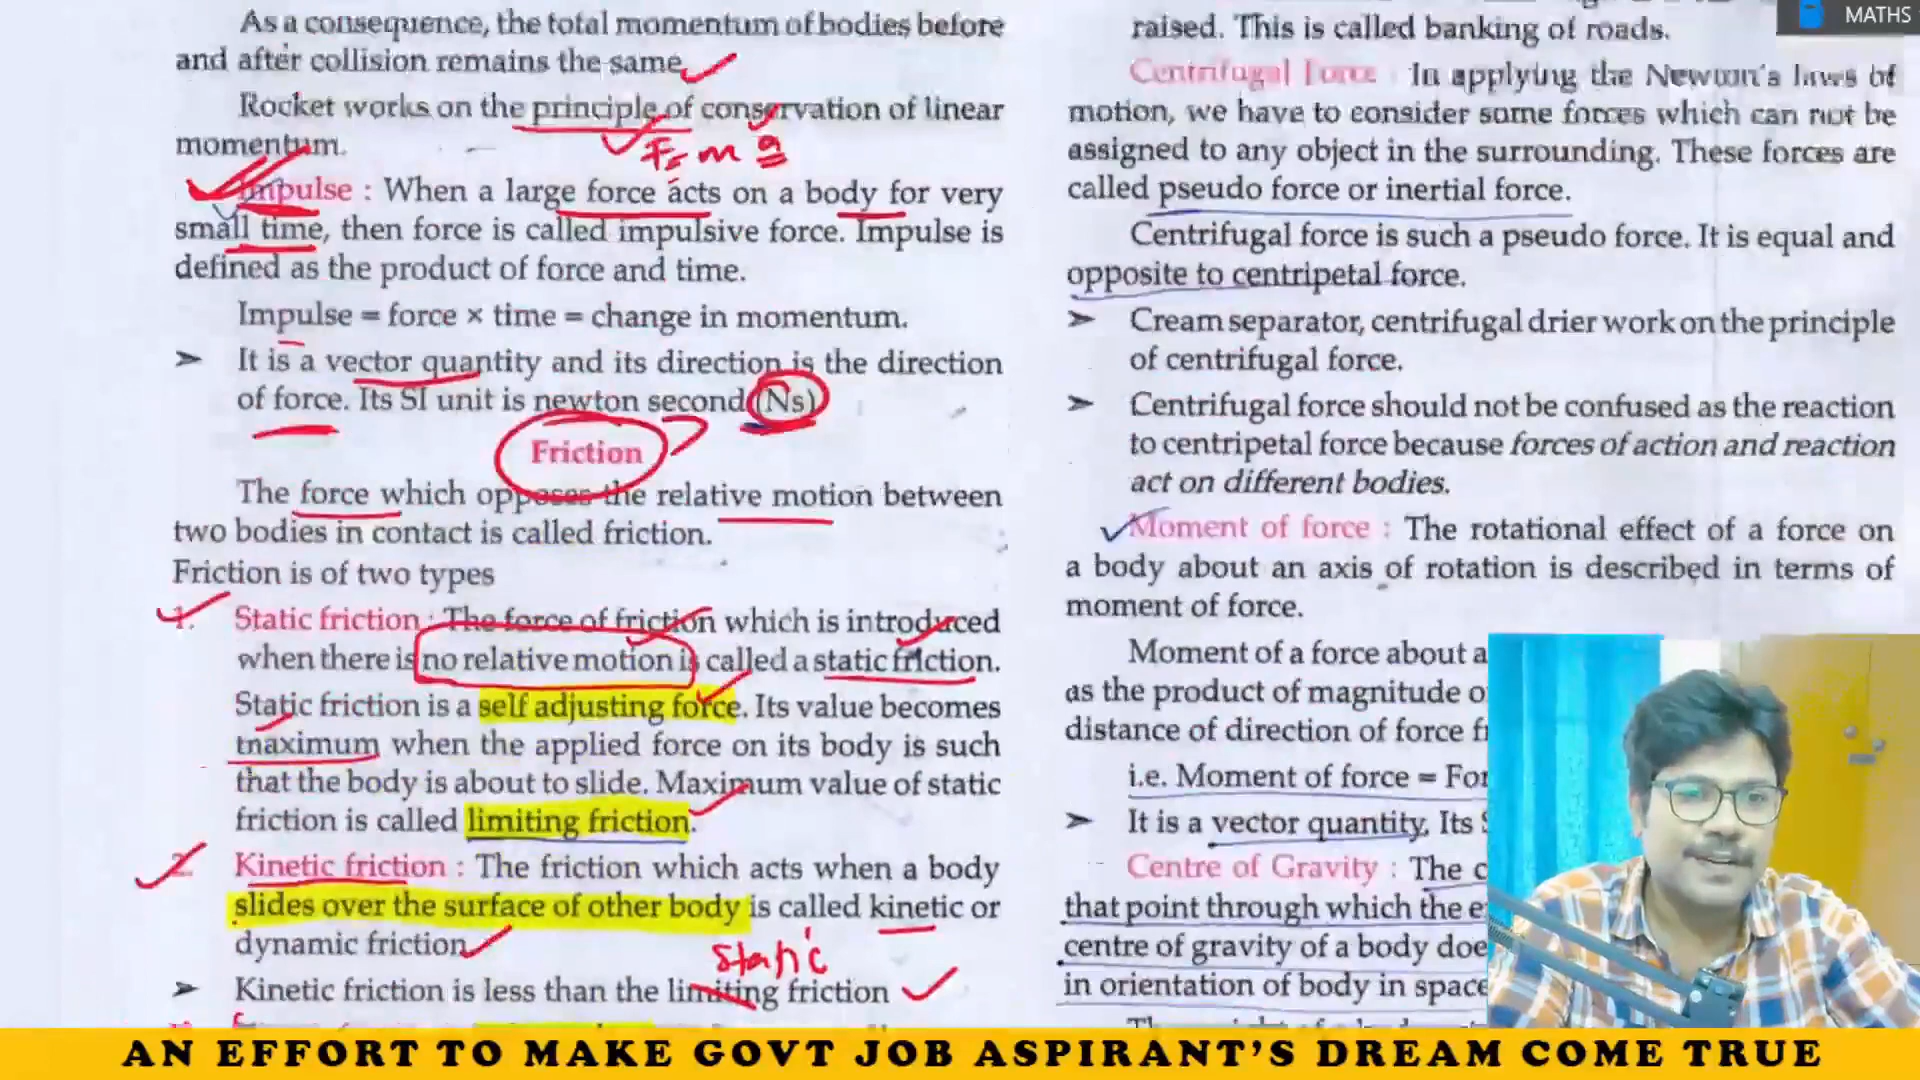 MATHS
As a consequence, the total momentum of bodies before
and after collision remains the same.
Rocket works on the principle of conservation of linear
momentum.
F = m a
Impulse : When a large force acts on a body for very
small time, then force is called impulsive force. Impulse is
defined as the product of force and time.
Impulse = force × time = change in momentum.
➤ It is a vector quantity and its direction is the direction
of force. Its SI unit is newton second (Ns)
Friction
The force which opposes the relative motion between
two bodies in contact is called friction.
Friction is of two types
1. Static friction : The force of friction which is introduced
when there is no relative motion is called a static friction.
Static friction is a self adjusting force. Its value becomes
maximum when the applied force on its body is such
that the body is about to slide. Maximum value of static
friction is called limiting friction.
2. Kinetic friction : The friction which acts when a body
slides over the surface of other body is called kinetic or
dynamic friction.
static
➤ Kinetic friction is less than the limiting friction
raised. This is called banking of roads.
Centrifugal Force : In applying the Newton's laws of
motion, we have to consider some forces which can not be
assigned to any object in the surrounding. These forces are
called pseudo force or inertial force.
Centrifugal force is such a pseudo force. It is equal and
opposite to centripetal force.
➤ Cream separator, centrifugal drier work on the principle
of centrifugal force.
➤ Centrifugal force should not be confused as the reaction
to centripetal force because forces of action and reaction
act on different bodies.
Moment of force : The rotational effect of a force on
a body about an axis of rotation is described in terms of
moment of force.
Moment of a force about a
as the product of magnitude o
distance of direction of force f
i.e. Moment of force = For
➤ It is a vector quantity, Its
Centre of Gravity : The c
that point through which the e
centre of gravity of a body doe
in orientation of body in space
AN EFFORT TO MAKE GOVT JOB ASPIRANT'S DREAM COME TRUE